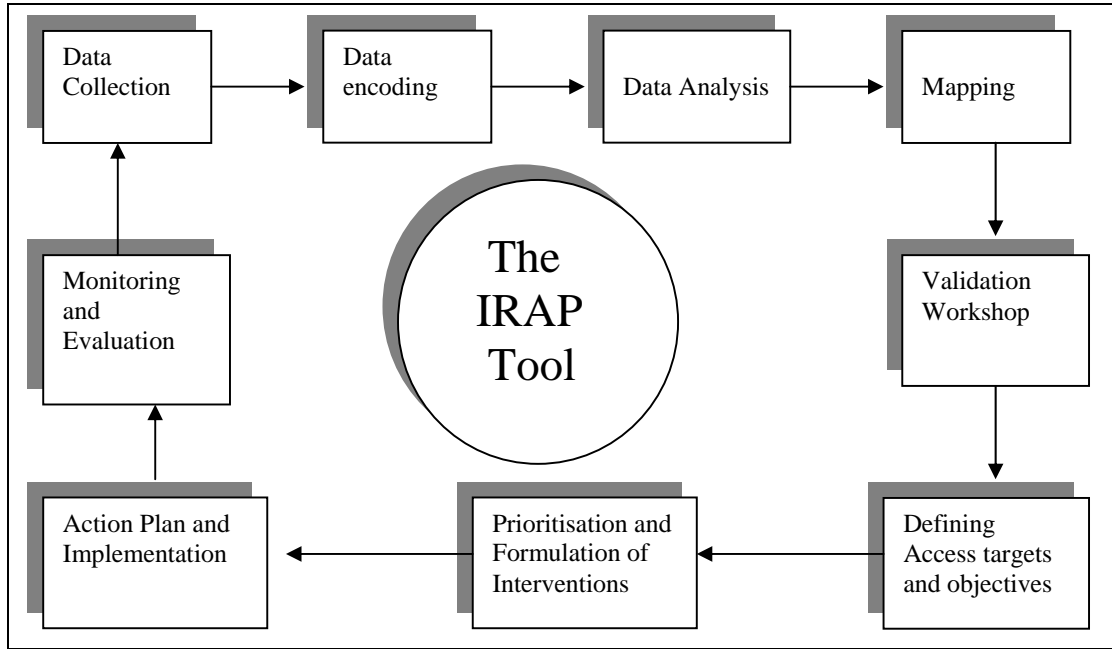 Data
Collection
Data
encoding
Data Analysis
Mapping
The
IRAP
Tool
Monitoring
and
Evaluation
Validation
Workshop
Action Plan and
Implementation
Prioritisation and
Formulation of
Interventions
Defining
Access targets
and objectives